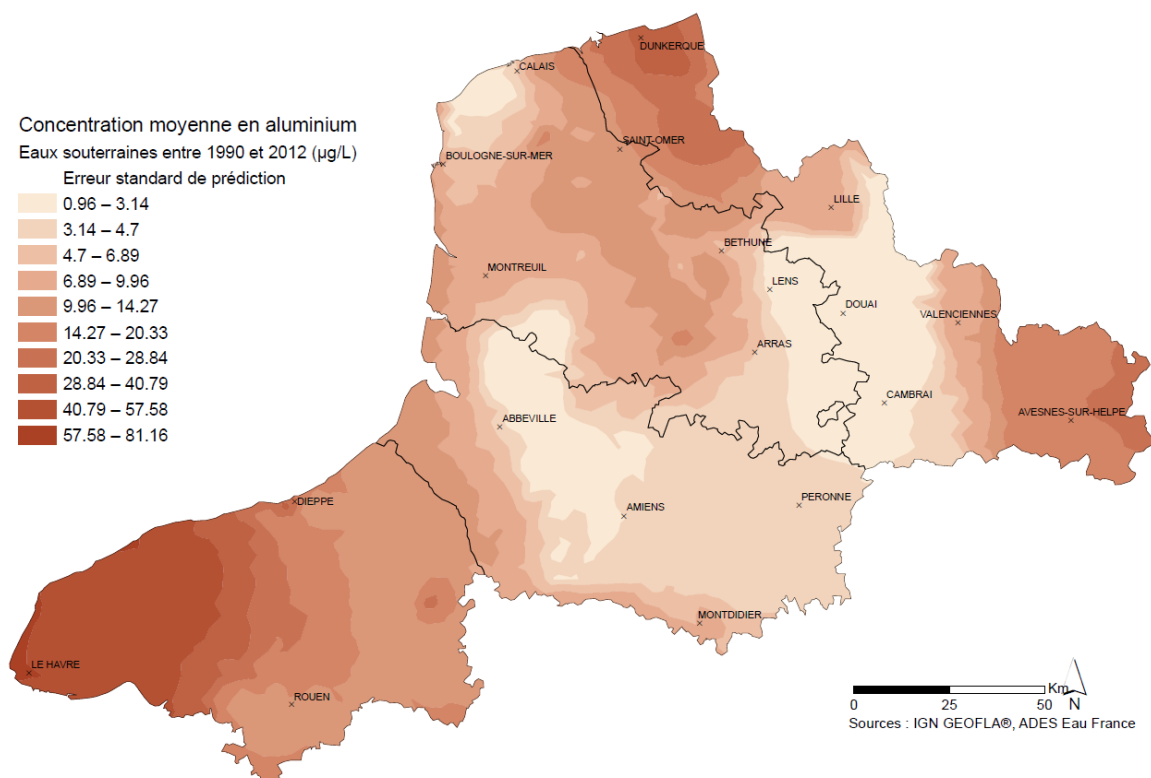 DUNKERQUE
CALAIS
Concentration moyenne en aluminium
Eaux souterraines entre 1990 et 2012 (µg/L)
Erreur standard de prédiction
0.96 – 3.14
3.14 – 4.7
4.7 – 6.89
6.89 – 9.96
9.96 – 14.27
14.27 – 20.33
20.33 – 28.84
28.84 – 40.79
40.79 – 57.58
57.58 – 81.16
SAINT-OMER
BOULOGNE-SUR-MER
LILLE
BETHUNE
MONTREUIL
LENS
DOUAI
VALENCIENNES
ARRAS
CAMBRAI
AVESNES-SUR-HELPE
ABBEVILLE
DIEPPE
PERONNE
AMIENS
MONTDIDIER
LE HAVRE
ROUEN
Km
0 25 50 N
Sources : IGN GEOFLA®, ADES Eau France